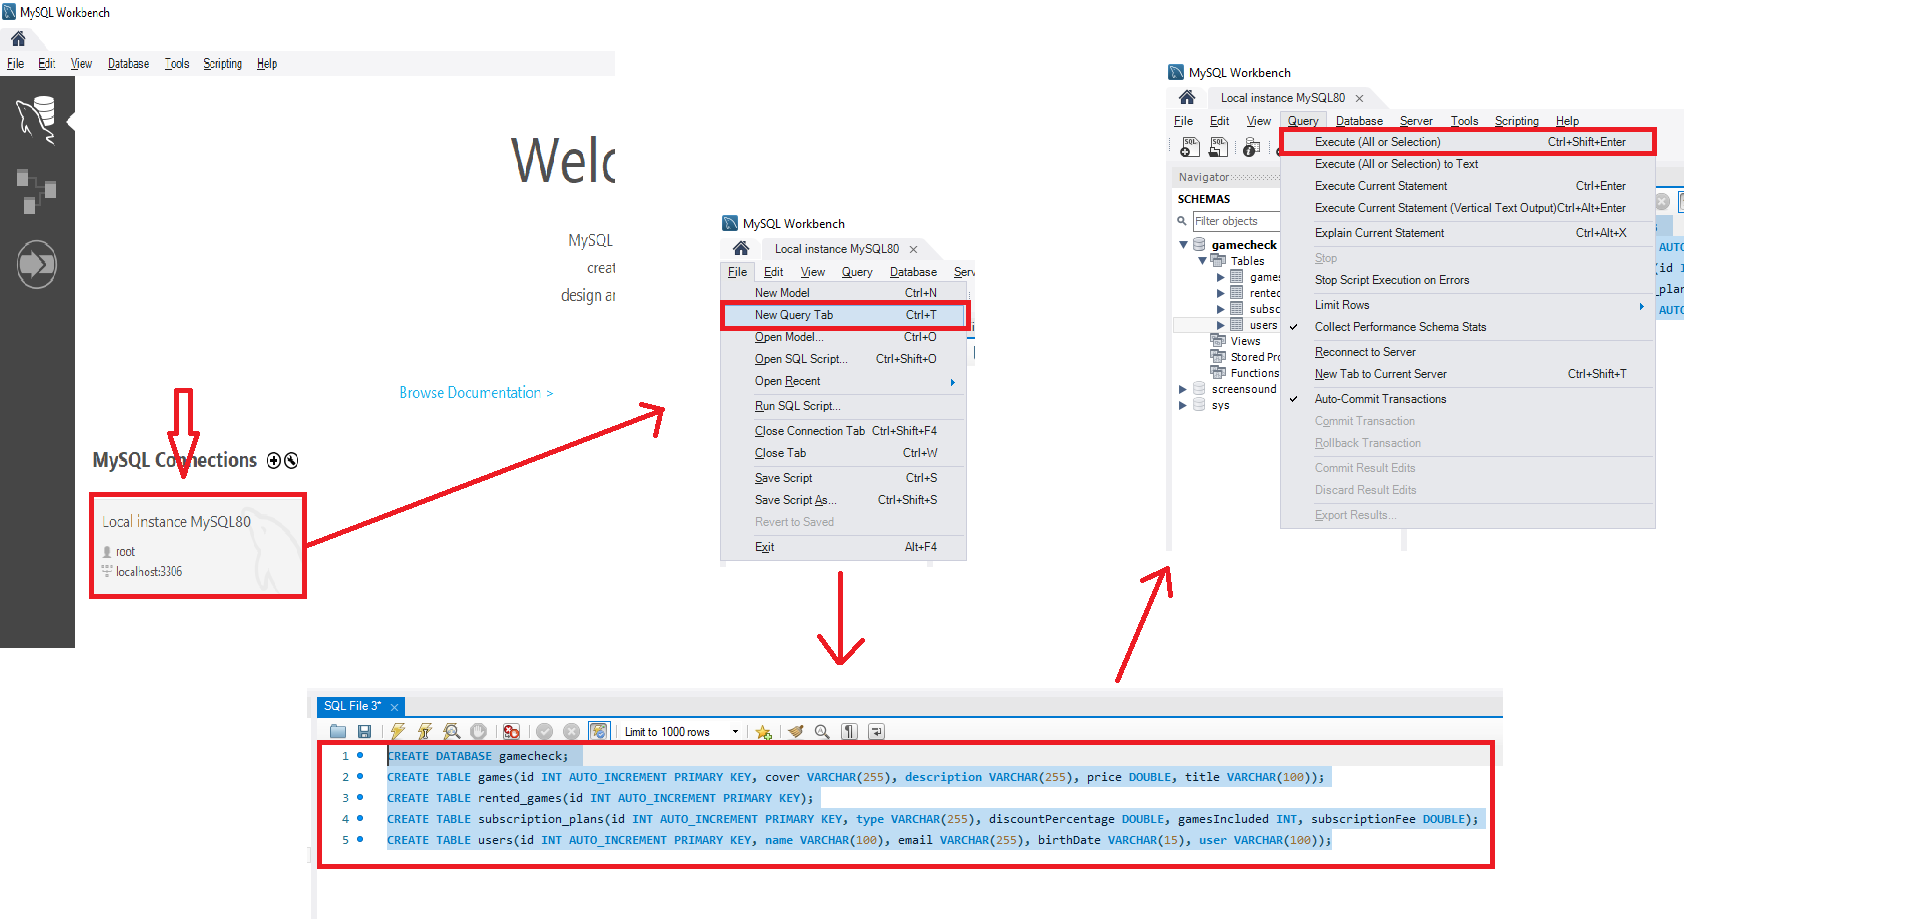 MySQL Workbench
File Edit View Database Tools Scripting Help
Welc
MySQL
creat
design ar
Browse Documentation >
MySQL Connections
Local instance MySQL80
root
localhost:3306
MySQL Workbench
Local instance MySQL80
File Edit View Query Database Serv
New Model Ctrl+N
New Query Tab Ctrl+T
Open Model... Ctrl+O
Open SQL Script... Ctrl+Shift+O
Open Recent
Run SQL Script...
Close Connection Tab Ctrl+Shift+F4
Close Tab Ctrl+W
Save Script Ctrl+S
Save Script As... Ctrl+Shift+S
Revert to Saved
Exit Alt+F4
SQL File 3*
Limit to 1000 rows
1 CREATE DATABASE gamecheck;
2 CREATE TABLE games(id INT AUTO_INCREMENT PRIMARY KEY, cover VARCHAR(255), description VARCHAR(255), price DOUBLE, title VARCHAR(100));
3 CREATE TABLE rented_games(id INT AUTO_INCREMENT PRIMARY KEY);
4 CREATE TABLE subscription_plans(id INT AUTO_INCREMENT PRIMARY KEY, type VARCHAR(255), discountPercentage DOUBLE, gamesIncluded INT, subscriptionFee DOUBLE);
5 CREATE TABLE users(id INT AUTO_INCREMENT PRIMARY KEY, name VARCHAR(100), email VARCHAR(255), birthDate VARCHAR(15), user VARCHAR(100));
MySQL Workbench
Local instance MySQL80
File Edit View Query Database Server Tools Scripting Help
Navigator
SCHEMAS
Filter objects
gamecheck
Tables
games
rented
subsc
users
Views
Stored Pro
Functions
screensound
sys
Execute (All or Selection) Ctrl+Shift+Enter
Execute (All or Selection) to Text
Execute Current Statement Ctrl+Enter
Execute Current Statement (Vertical Text Output) Ctrl+Alt+Enter
Explain Current Statement Ctrl+Alt+X
Stop
Stop Script Execution on Errors
Limit Rows
Collect Performance Schema Stats
Reconnect to Server
New Tab to Current Server Ctrl+Shift+T
Auto-Commit Transactions
Commit Transaction
Rollback Transaction
Commit Result Edits
Discard Result Edits
Export Results...
AUTO
(id I
_plan
AUTO